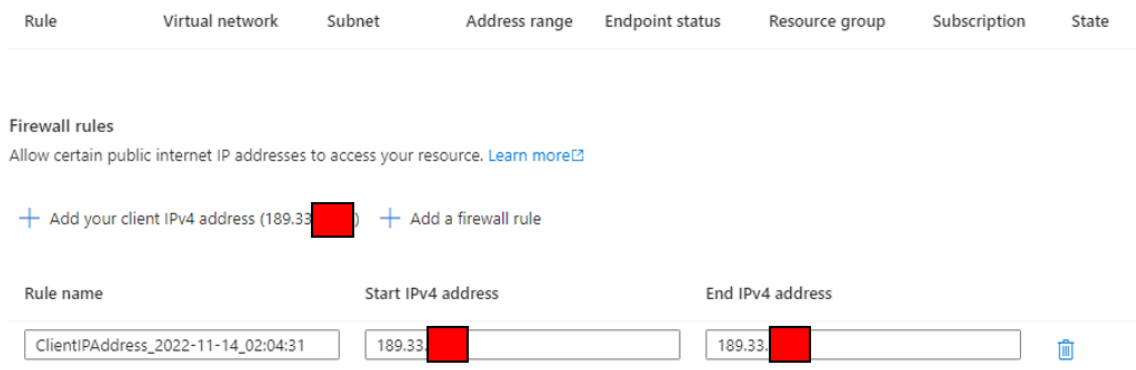 Rule Virtual network Subnet Address range Endpoint status Resource group Subscription State
Firewall rules
Allow certain public internet IP addresses to access your resource. Learn more
+ Add your client IPv4 address (189.33 ) + Add a firewall rule
Rule name Start IPv4 address End IPv4 address
ClientIPAddress_2022-11-14_02:04:31 189.33. 189.33.